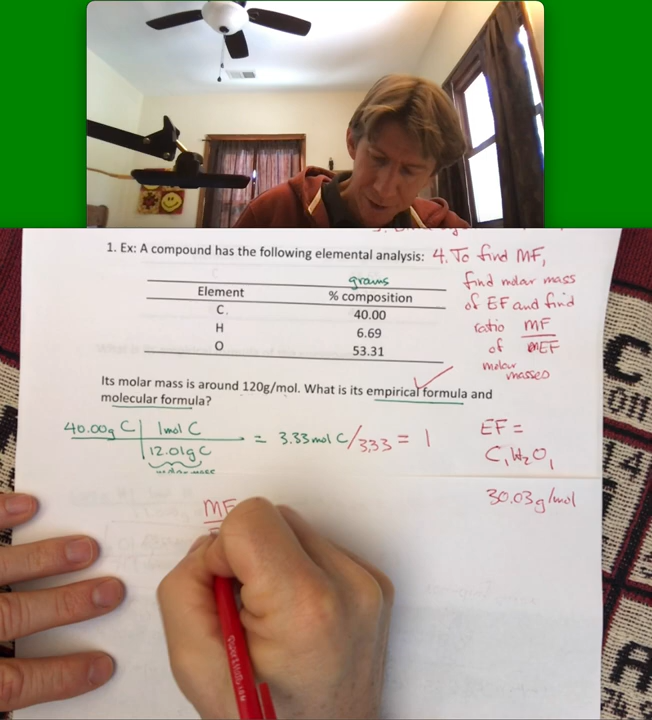 1. Ex: A compound has the following elemental analysis:
4. To find MF,
find molar mass
of EF and find
ratio MF
of MEF
molar
masses
grams
Element % composition
C. 40.00
H 6.69
O 53.31
Its molar mass is around 120g/mol. What is its empirical formula and
molecular formula?
40.00g C | 1mol C = 3.33 mol C/3.33 = 1
12.01g C
molar mass
EF =
C₁H₂O₁
30.03g/mol
MF